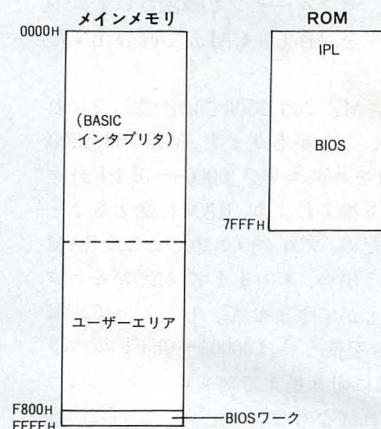 メインメモリ
ROM
0000H
IPL
(BASIC
インタプリタ)
BIOS
7FFFH
ユーザーエリア
F800H
BIOSワーク
FFFFH